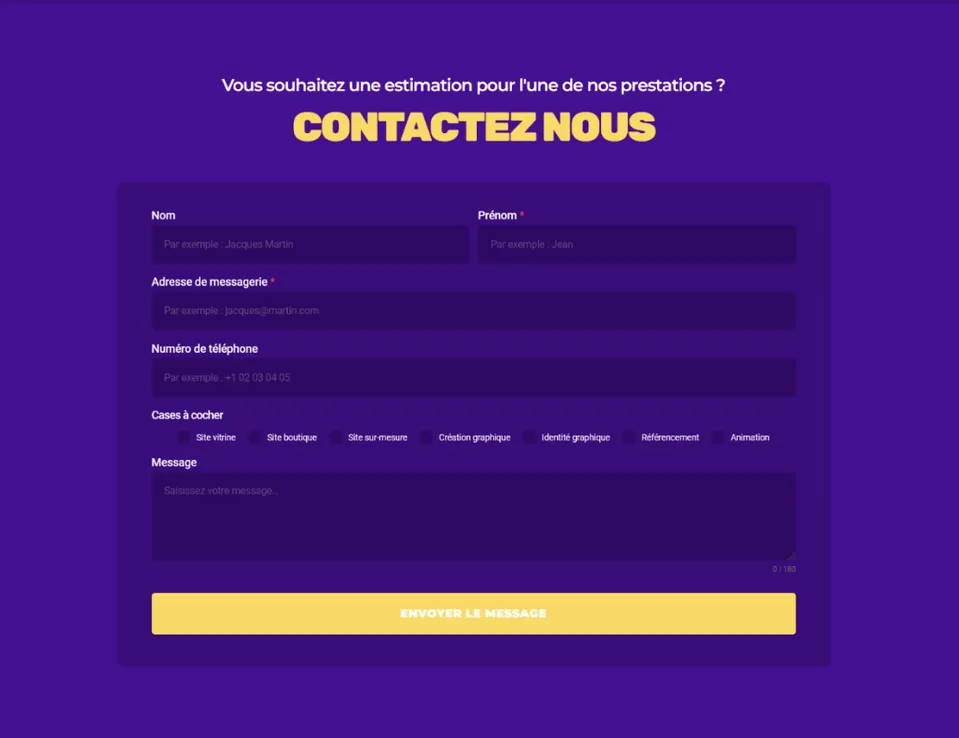 Vous souhaitez une estimation pour l'une de nos prestations ?
CONTACTEZ NOUS
Nom
Prénom *
Par exemple : Jacques Martin
Par exemple : Jean
Adresse de messagerie *
Par exemple : jacques@martin.com
Numéro de téléphone
Par exemple : +1 02 03 04 05
Cases à cocher
Site vitrine Site boutique Site sur-mesure Création graphique Identité graphique Référencement Animation
Message
Saisissez votre message...
0 / 180
ENVOYER LE MESSAGE